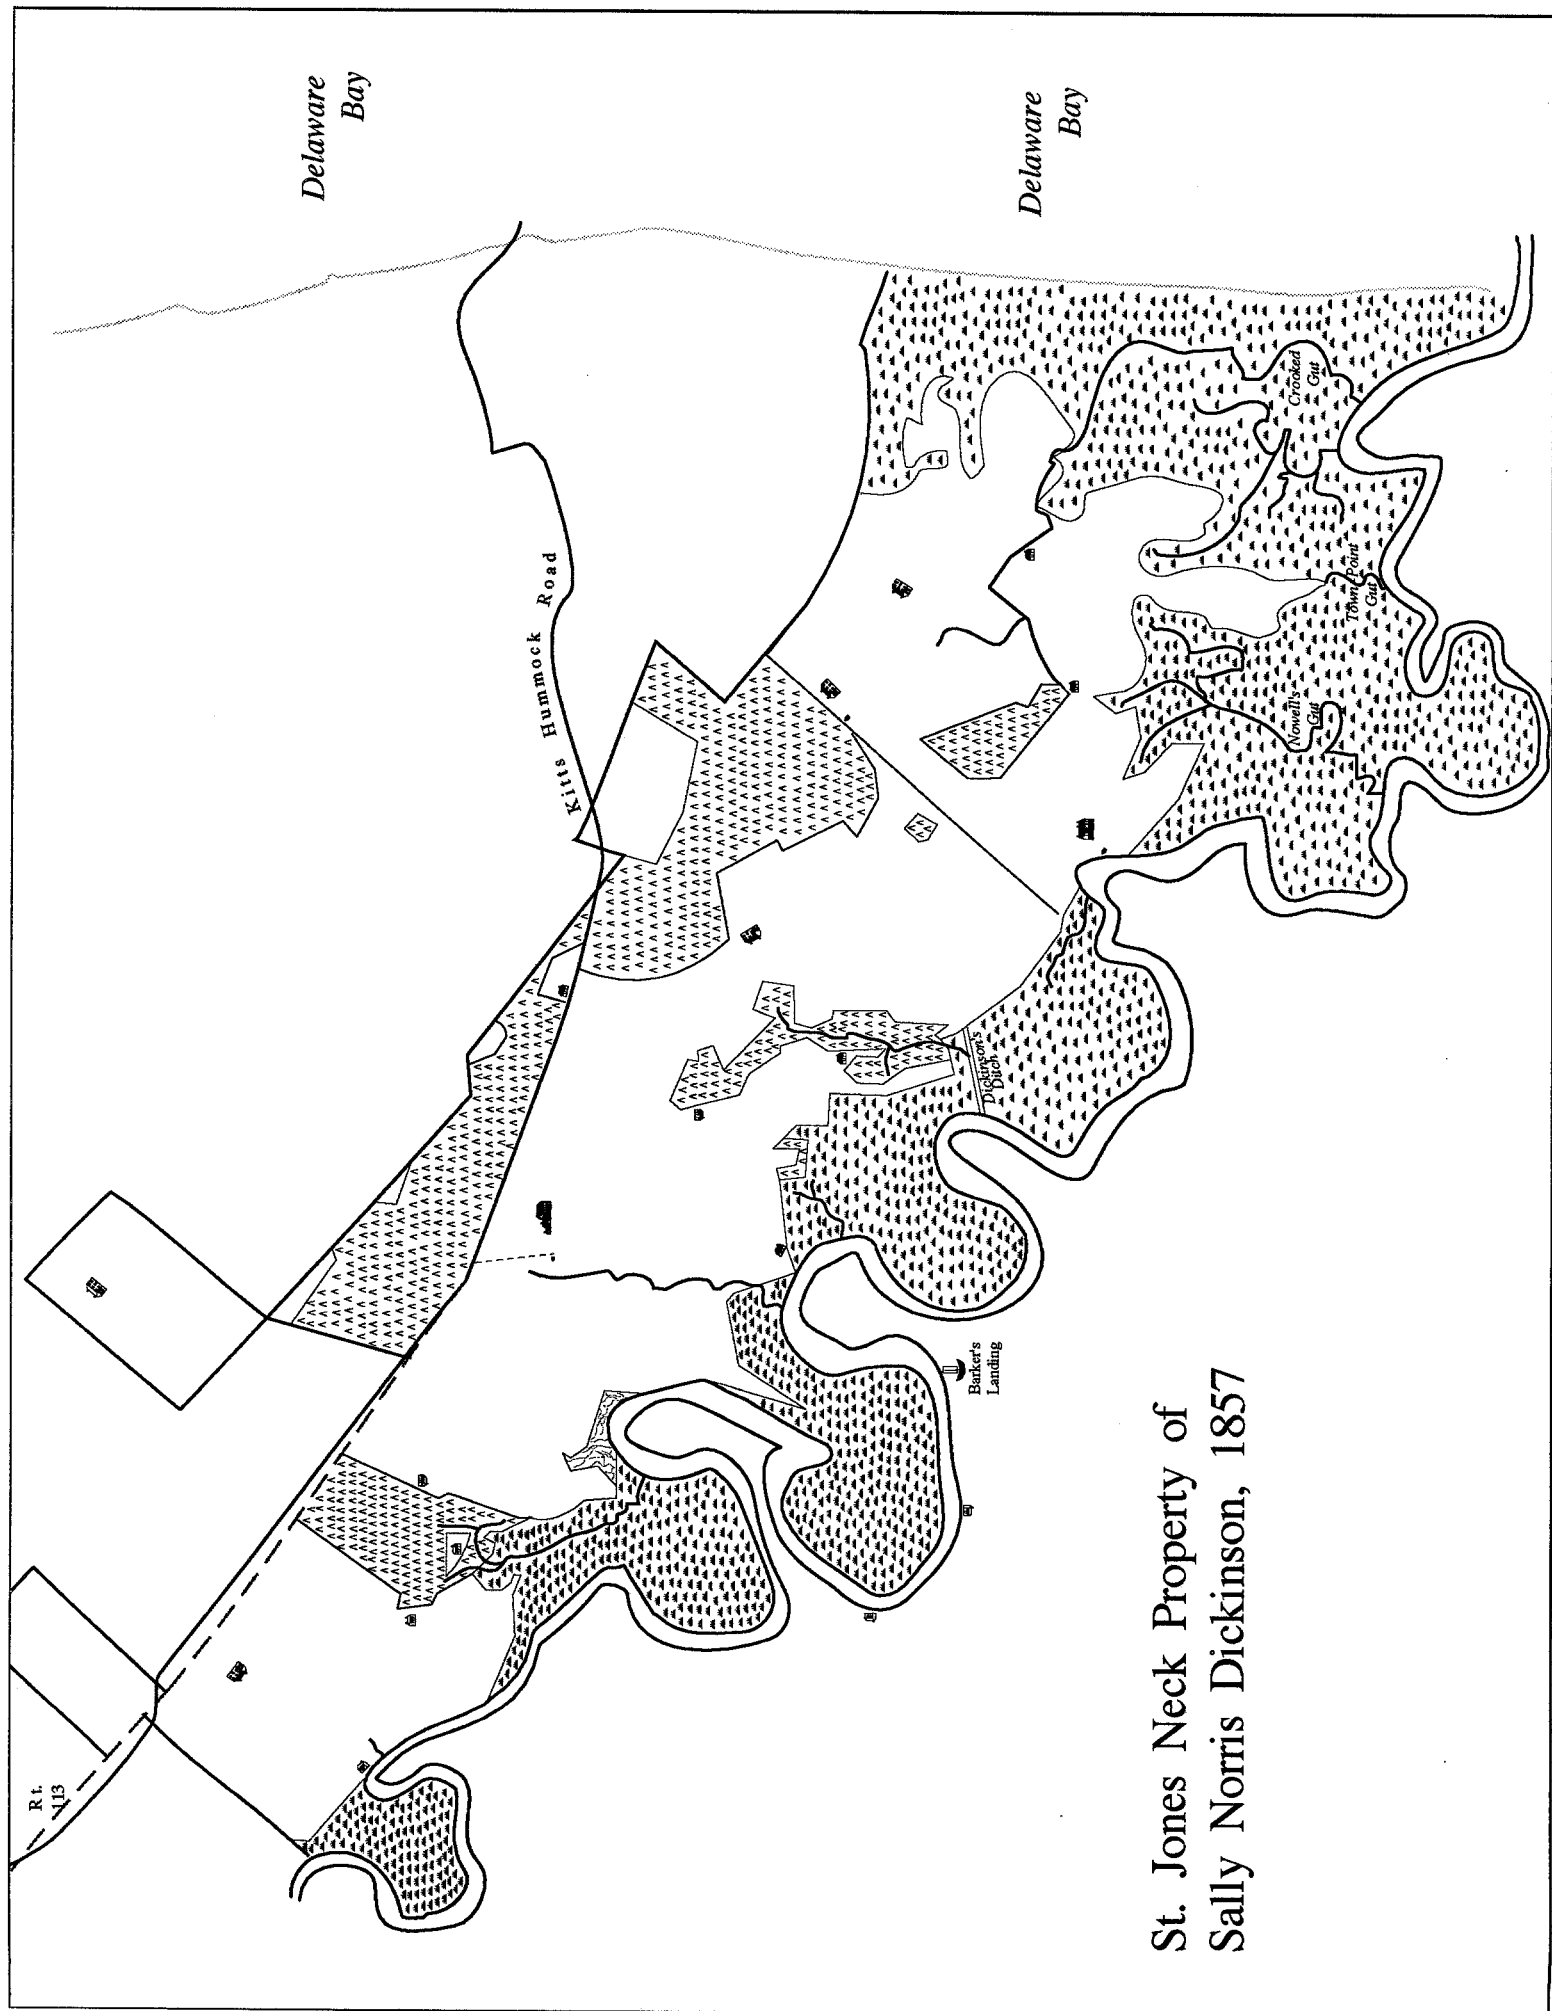 St. Jones Neck Property of
Sally Norris Dickinson, 1857
Rt.
113
Kitts Hummock Road
Delaware
Bay
Delaware
Bay
Barker's
Landing
Dickinson's
Ditch
Nowell's
Gut
Town Point
Gut
Crooked
Gut